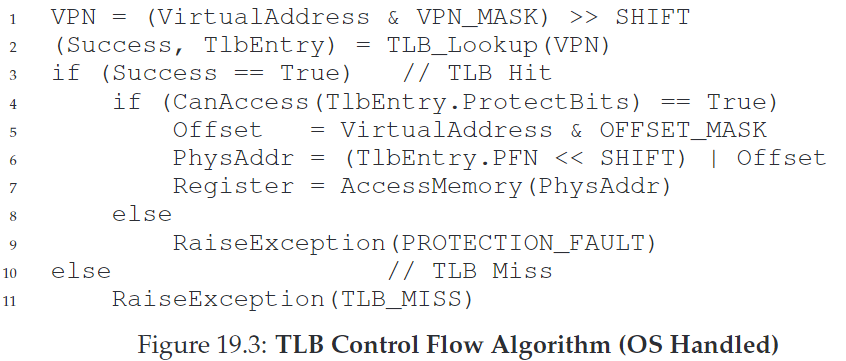 1 VPN = (VirtualAddress & VPN_MASK) >> SHIFT
2 (Success, TlbEntry) = TLB_Lookup(VPN)
3 if (Success == True) // TLB Hit
4 if (CanAccess(TlbEntry.ProtectBits) == True)
5 Offset = VirtualAddress & OFFSET_MASK
6 PhysAddr = (TlbEntry.PFN << SHIFT) | Offset
7 Register = AccessMemory(PhysAddr)
8 else
9 RaiseException(PROTECTION_FAULT)
10 else // TLB Miss
11 RaiseException(TLB_MISS)
Figure 19.3: TLB Control Flow Algorithm (OS Handled)